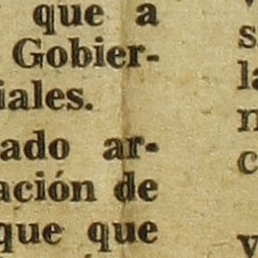 que a
Gobier-
iales.
ado ar-
ación de
que que